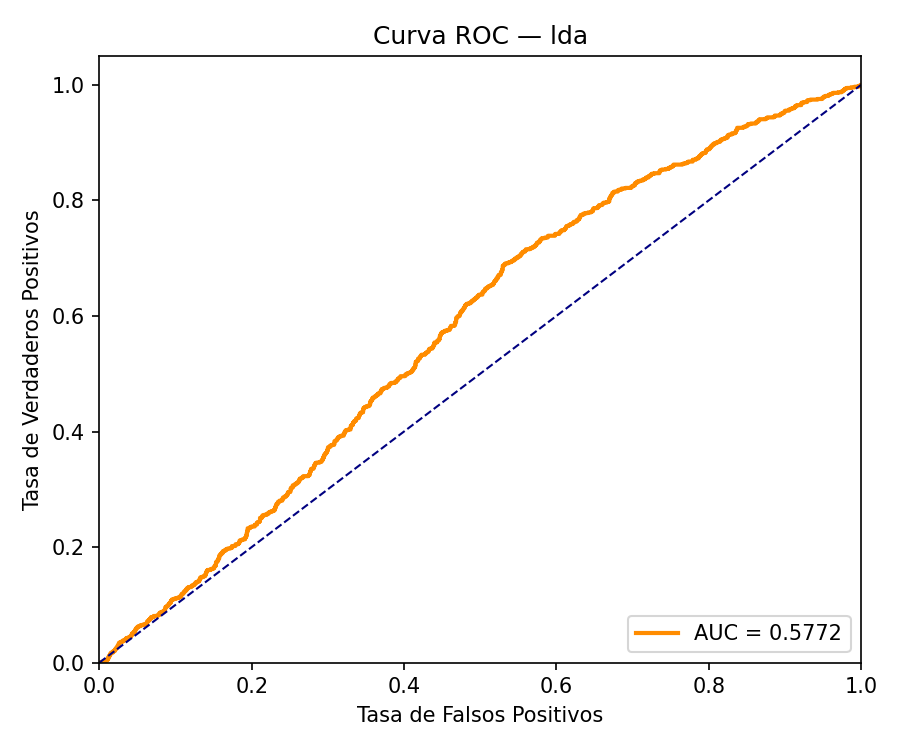 Curva ROC — lda
Tasa de Verdaderos Positivos
1.0
0.8
0.6
0.4
0.2
0.0
0.0 0.2 0.4 0.6 0.8 1.0
Tasa de Falsos Positivos
AUC = 0.5772